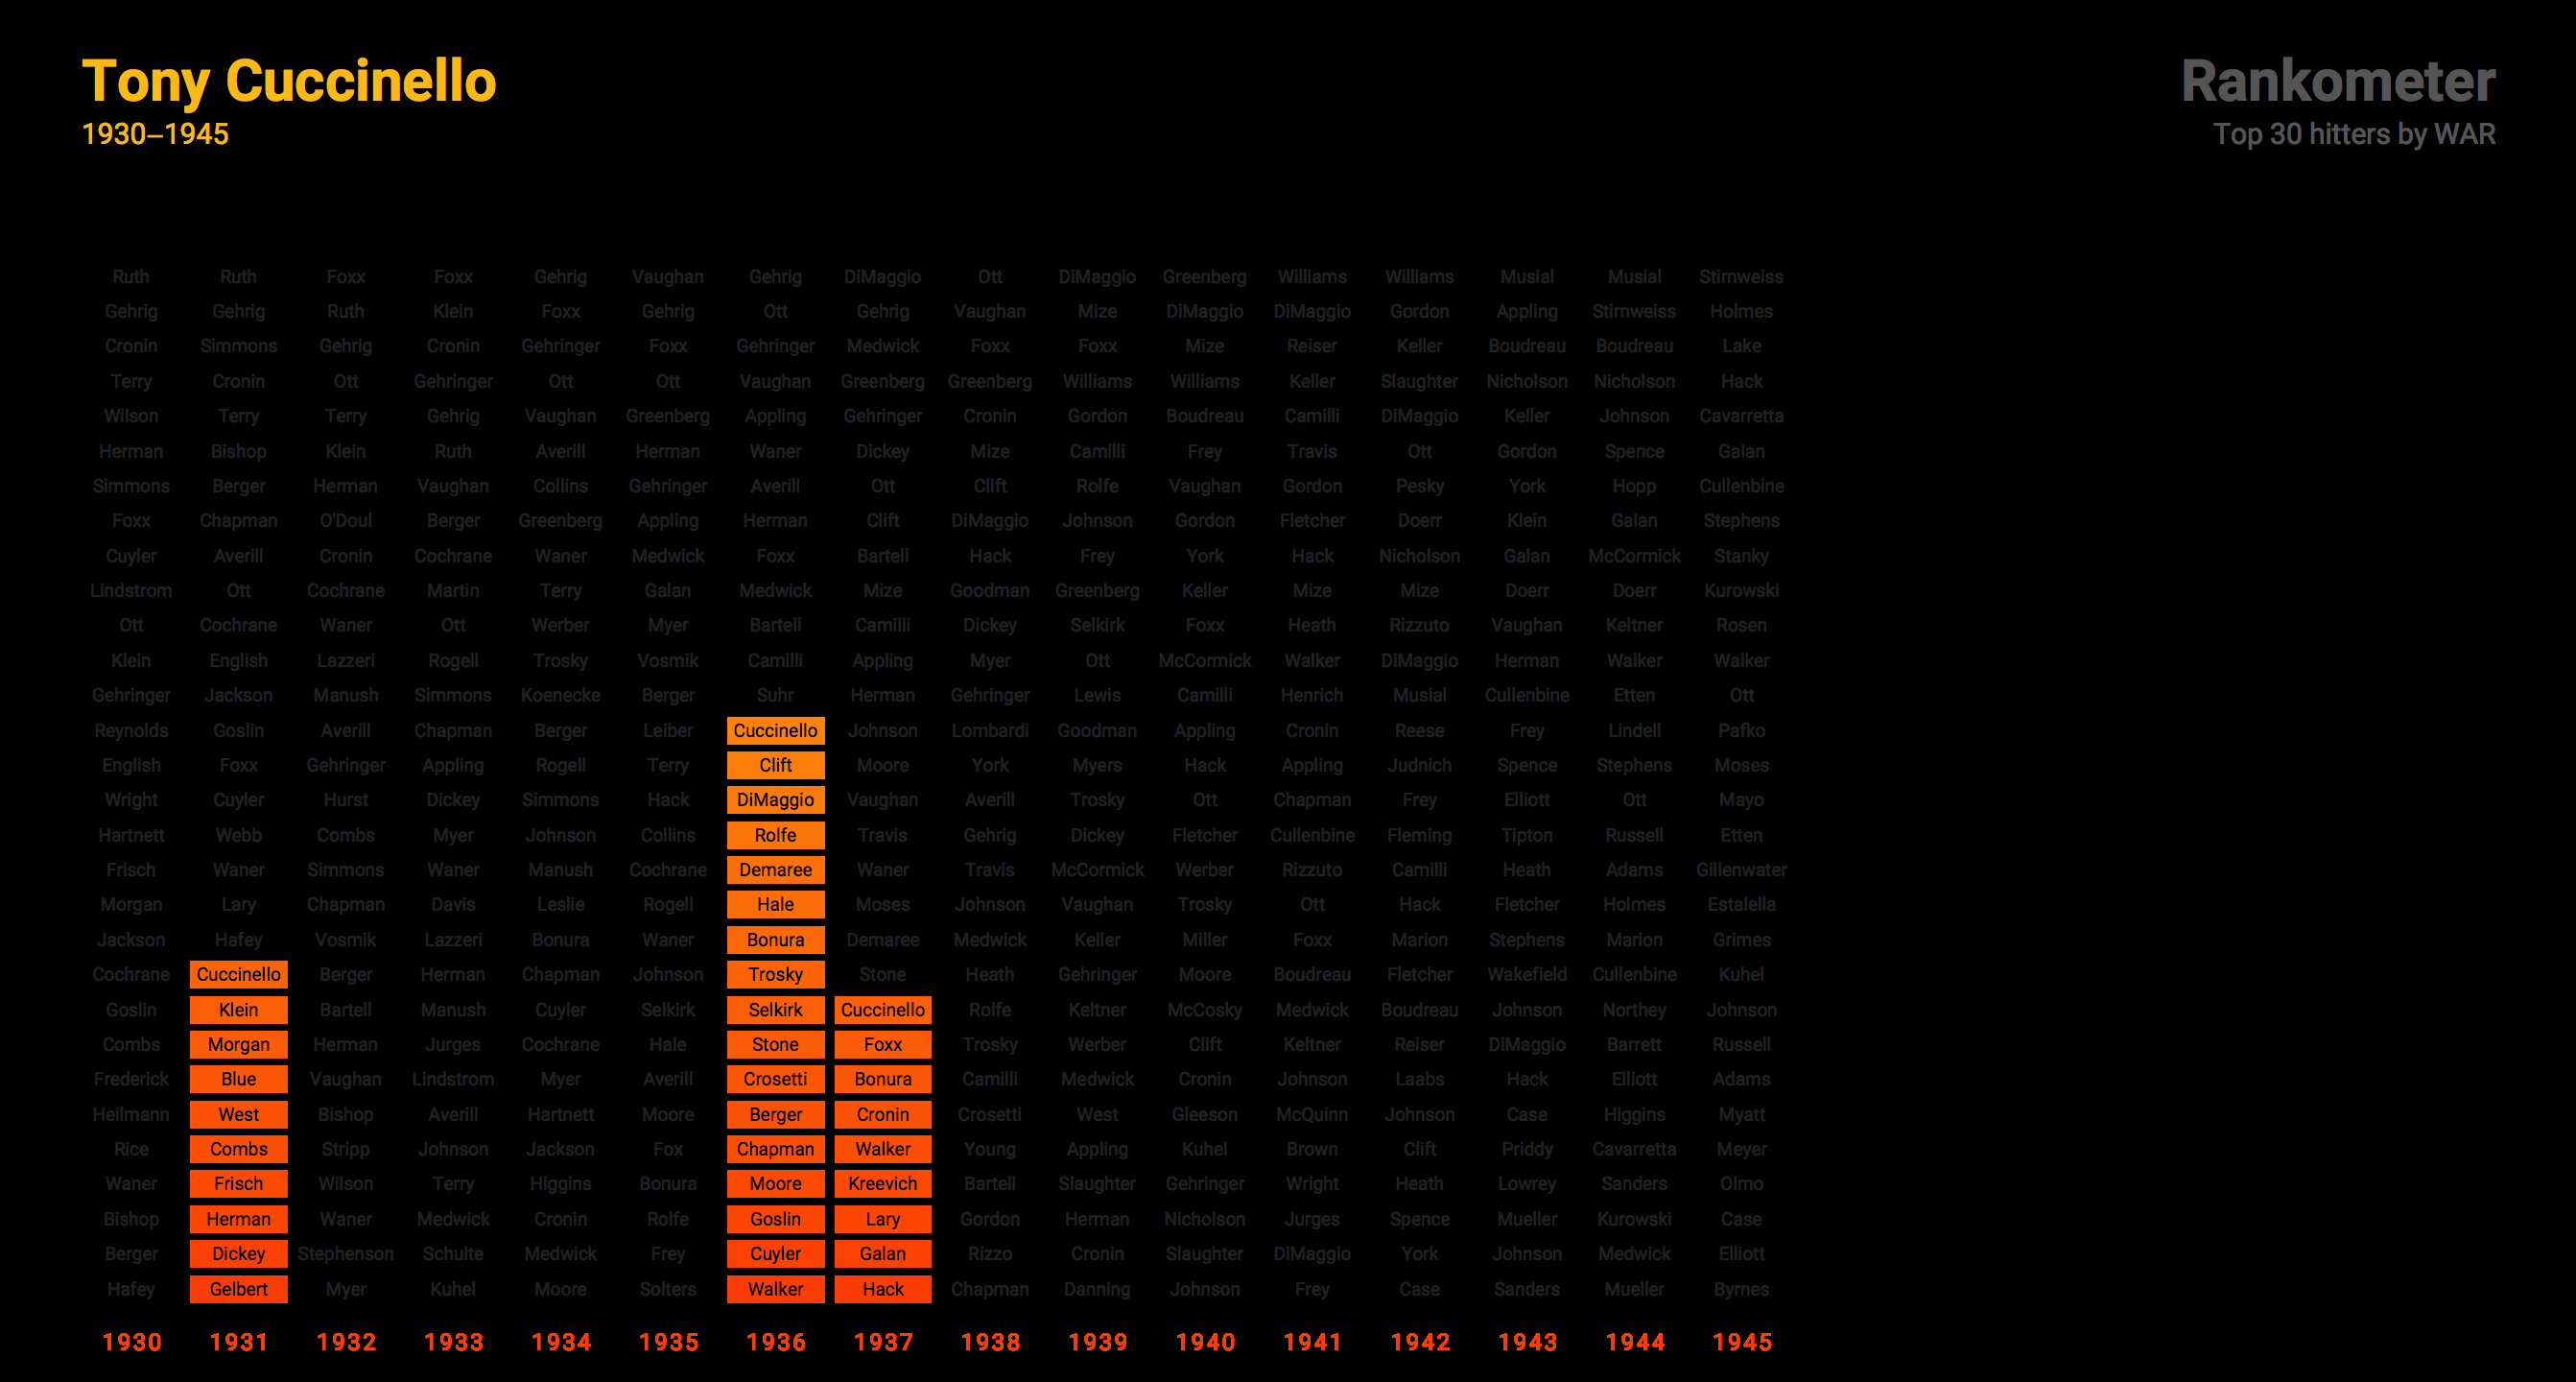 Tony Cuccinello
1930–1945
Rankometer
Top 30 hitters by WAR
Ruth Ruth Foxx Foxx Gehrig Vaughan Gehrig DiMaggio Ott DiMaggio Greenberg Williams Williams Musial Musial Stirnweiss
Gehrig Gehrig Ruth Klein Foxx Gehrig Ott Gehrig Vaughan Mize DiMaggio DiMaggio Gordon Appling Stirnweiss Holmes
Cronin Simmons Gehrig Cronin Gehringer Foxx Gehringer Medwick Foxx Foxx Mize Reiser Keller Boudreau Boudreau Lake
Terry Cronin Ott Gehringer Ott Ott Vaughan Greenberg Greenberg Williams Williams Keller Slaughter Nicholson Nicholson Hack
Wilson Terry Terry Gehrig Vaughan Greenberg Appling Gehringer Cronin Gordon Boudreau Camilli DiMaggio Keller Johnson Cavarretta
Herman Bishop Klein Ruth Averill Herman Waner Dickey Mize Camilli Frey Travis Ott Gordon Spence Galan
Simmons Berger Herman Vaughan Collins Gehringer Averill Ott Clift Rolfe Vaughan Gordon Pesky York Hopp Cullenbine
Foxx Chapman O'Doul Berger Greenberg Appling Herman Clift DiMaggio Johnson Gordon Fletcher Doerr Klein Galan Stephens
Cuyler Averill Cronin Cochrane Waner Medwick Foxx Bartell Hack Frey York Hack Nicholson Galan McCormick Stanky
Lindstrom Ott Cochrane Martin Terry Galan Medwick Mize Goodman Greenberg Keller Mize Mize Doerr Doerr Kurowski
Ott Cochrane Waner Ott Werber Myer Bartell Camilli Dickey Selkirk Foxx Heath Rizzuto Vaughan Keltner Rosen
Klein English Lazzeri Rogell Trosky Vosmik Camilli Appling Myer Ott McCormick Walker DiMaggio Herman Walker Walker
Gehringer Jackson Manush Simmons Koenecke Berger Suhr Herman Gehringer Lewis Camilli Henrich Musial Cullenbine Etten Ott
Reynolds Goslin Averill Chapman Berger Leiber Cuccinello Johnson Lombardi Goodman Appling Cronin Reese Frey Lindell Pafko
English Foxx Gehringer Appling Rogell Terry Clift Moore York Myers Hack Appling Judnich Spence Stephens Moses
Wright Cuyler Hurst Dickey Simmons Hack DiMaggio Vaughan Averill Trosky Ott Chapman Frey Elliott Ott Mayo
Hartnett Webb Combs Myer Johnson Collins Rolfe Travis Gehrig Dickey Fletcher Cullenbine Fleming Tipton Russell Etten
Frisch Waner Simmons Waner Manush Cochrane Demaree Waner Travis McCormick Werber Rizzuto Camilli Heath Adams Gillenwater
Morgan Lary Chapman Davis Leslie Rogell Hale Moses Johnson Vaughan Trosky Ott Hack Fletcher Holmes Estalella
Jackson Hafey Vosmik Lazzeri Bonura Waner Bonura Demaree Medwick Keller Miller Foxx Marion Stephens Marion Grimes
Cochrane Cuccinello Berger Herman Chapman Johnson Trosky Stone Heath Gehringer Moore Boudreau Fletcher Wakefield Cullenbine Kuhel
Goslin Klein Bartell Manush Cuyler Selkirk Selkirk Cuccinello Rolfe Keltner McCosky Medwick Boudreau Johnson Northey Johnson
Combs Morgan Herman Jurges Cochrane Hale Stone Foxx Trosky Werber Clift Keltner Reiser DiMaggio Barrett Russell
Frederick Blue Vaughan Lindstrom Myer Averill Crosetti Bonura Camilli Medwick Cronin Johnson Laabs Hack Elliott Adams
Heilmann West Bishop Averill Hartnett Moore Berger Cronin Crosetti West Gleeson McQuinn Johnson Case Higgins Myatt
Rice Combs Stripp Johnson Jackson Fox Chapman Walker Young Appling Kuhel Brown Clift Priddy Cavarretta Meyer
Waner Frisch Wilson Terry Higgins Bonura Moore Kreevich Bartell Slaughter Gehringer Wright Heath Lowrey Sanders Olmo
Bishop Herman Waner Medwick Cronin Rolfe Goslin Lary Gordon Herman Nicholson Jurges Spence Mueller Kurowski Case
Berger Dickey Stephenson Schulte Medwick Frey Cuyler Galan Rizzo Cronin Slaughter DiMaggio York Johnson Medwick Elliott
Hafey Gelbert Myer Kuhel Moore Solters Walker Hack Chapman Danning Johnson Frey Case Sanders Mueller Byrnes
1930 1931 1932 1933 1934 1935 1936 1937 1938 1939 1940 1941 1942 1943 1944 1945